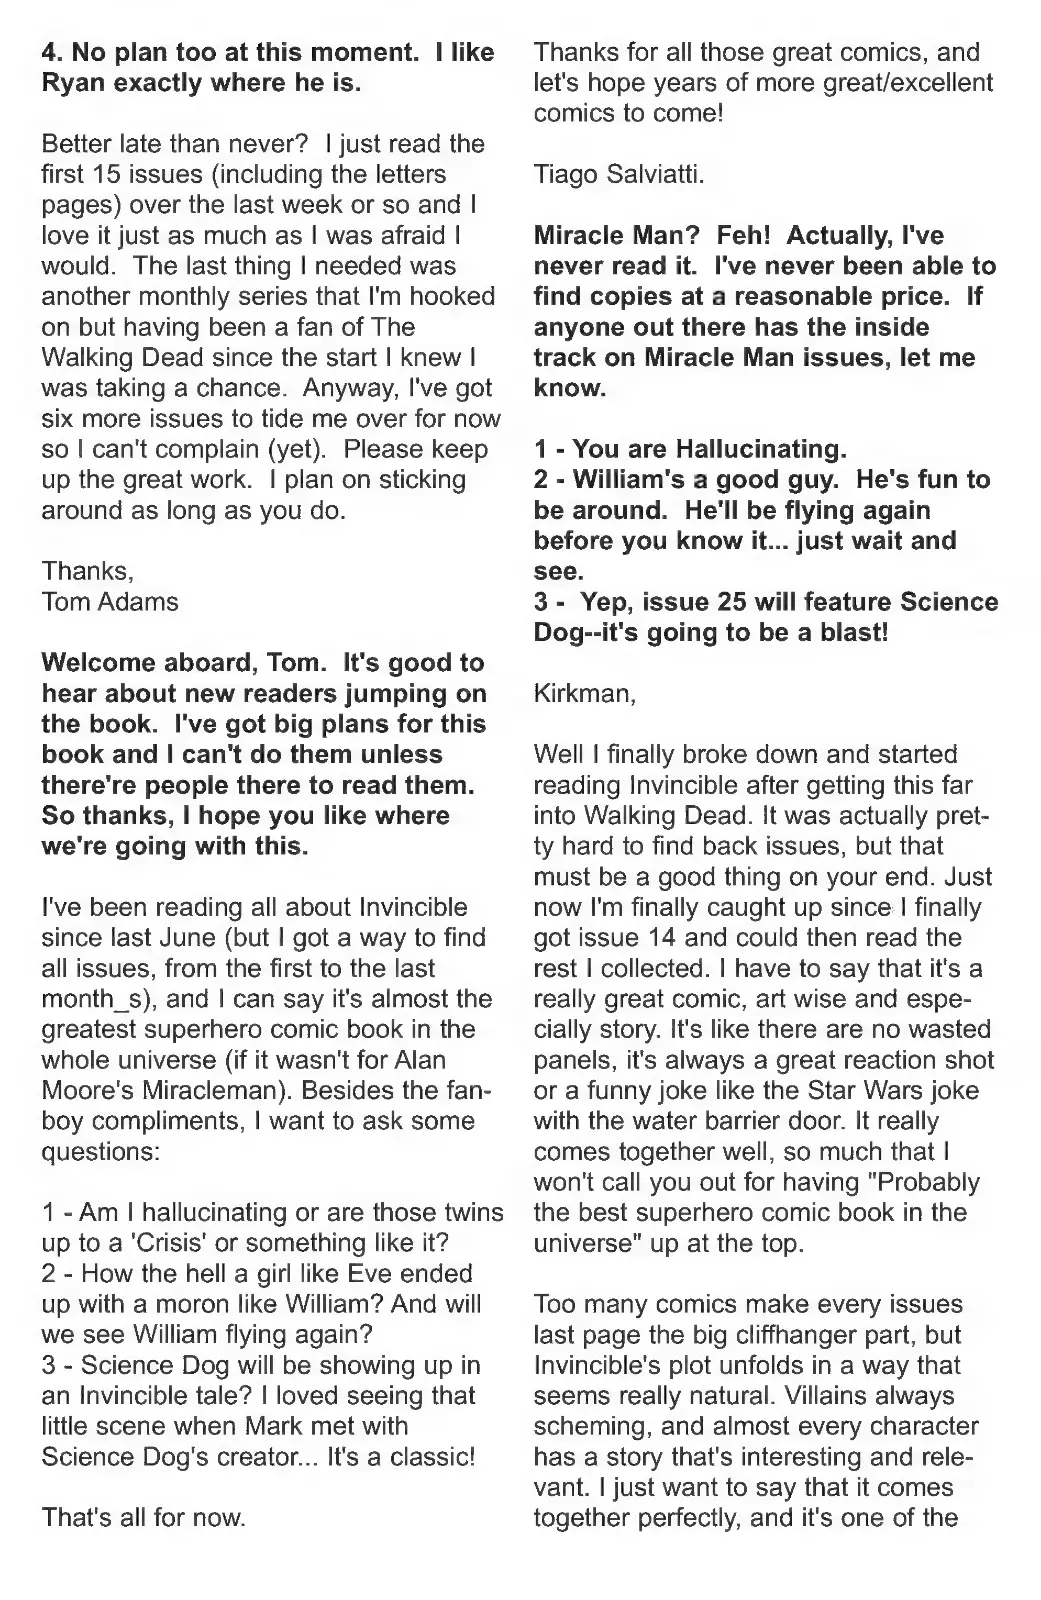 4. No plan too at this moment.  I like
Ryan exactly where he is.

Better late than never?  I just read the
first 15 issues (including the letters
pages) over the last week or so and I
love it just as much as I was afraid I
would.  The last thing I needed was
another monthly series that I'm hooked
on but having been a fan of The
Walking Dead since the start I knew I
was taking a chance.  Anyway, I've got
six more issues to tide me over for now
so I can't complain (yet).  Please keep
up the great work.  I plan on sticking
around as long as you do.

Thanks,
Tom Adams

Welcome aboard, Tom.  It's good to
hear about new readers jumping on
the book.  I've got big plans for this
book and I can't do them unless
there're people there to read them.
So thanks, I hope you like where
we're going with this.

I've been reading all about Invincible
since last June (but I got a way to find
all issues, from the first to the last
month_s), and I can say it's almost the
greatest superhero comic book in the
whole universe (if it wasn't for Alan
Moore's Miracleman). Besides the fan-
boy compliments, I want to ask some
questions:

1 - Am I hallucinating or are those twins
up to a 'Crisis' or something like it?
2 - How the hell a girl like Eve ended
up with a moron like William? And will
we see William flying again?
3 - Science Dog will be showing up in
an Invincible tale? I loved seeing that
little scene when Mark met with
Science Dog's creator... It's a classic!

That's all for now.

Thanks for all those great comics, and
let's hope years of more great/excellent
comics to come!

Tiago Salviatti.

Miracle Man?  Feh!  Actually, I've
never read it.  I've never been able to
find copies at a reasonable price.  If
anyone out there has the inside
track on Miracle Man issues, let me
know.

1 - You are Hallucinating.
2 - William's a good guy.  He's fun to
be around.  He'll be flying again
before you know it... just wait and
see.
3 -  Yep, issue 25 will feature Science
Dog--it's going to be a blast!

Kirkman,

Well I finally broke down and started
reading Invincible after getting this far
into Walking Dead. It was actually pret-
ty hard to find back issues, but that
must be a good thing on your end. Just
now I'm finally caught up since I finally
got issue 14 and could then read the
rest I collected. I have to say that it's a
really great comic, art wise and espe-
cially story. It's like there are no wasted
panels, it's always a great reaction shot
or a funny joke like the Star Wars joke
with the water barrier door. It really
comes together well, so much that I
won't call you out for having "Probably
the best superhero comic book in the
universe" up at the top.

Too many comics make every issues
last page the big cliffhanger part, but
Invincible's plot unfolds in a way that
seems really natural. Villains always
scheming, and almost every character
has a story that's interesting and rele-
vant. I just want to say that it comes
together perfectly, and it's one of the